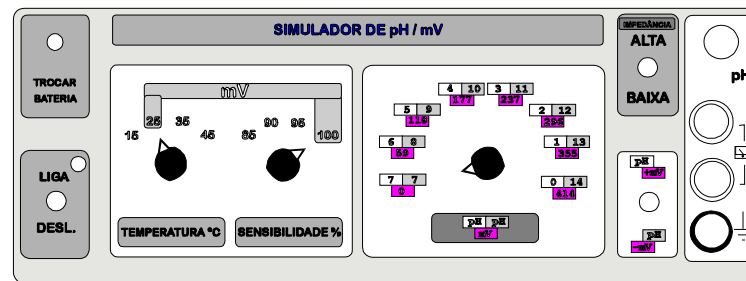 SIMULADOR DE pH / mV
IMPEDÂNCIA
ALTA
BAIXA
pH
TROCAR
BATERIA
LIGA
DESL.
mV
15 25 35 45
85 90 95 100
TEMPERATURA °C
SENSIBILIDADE %
4 10
177
3 11
237
5 9
118
2 12
296
6 8
59
1 13
355
7 7
0
0 14
414
pH pH
mV
pH
+mV
pH
-mV